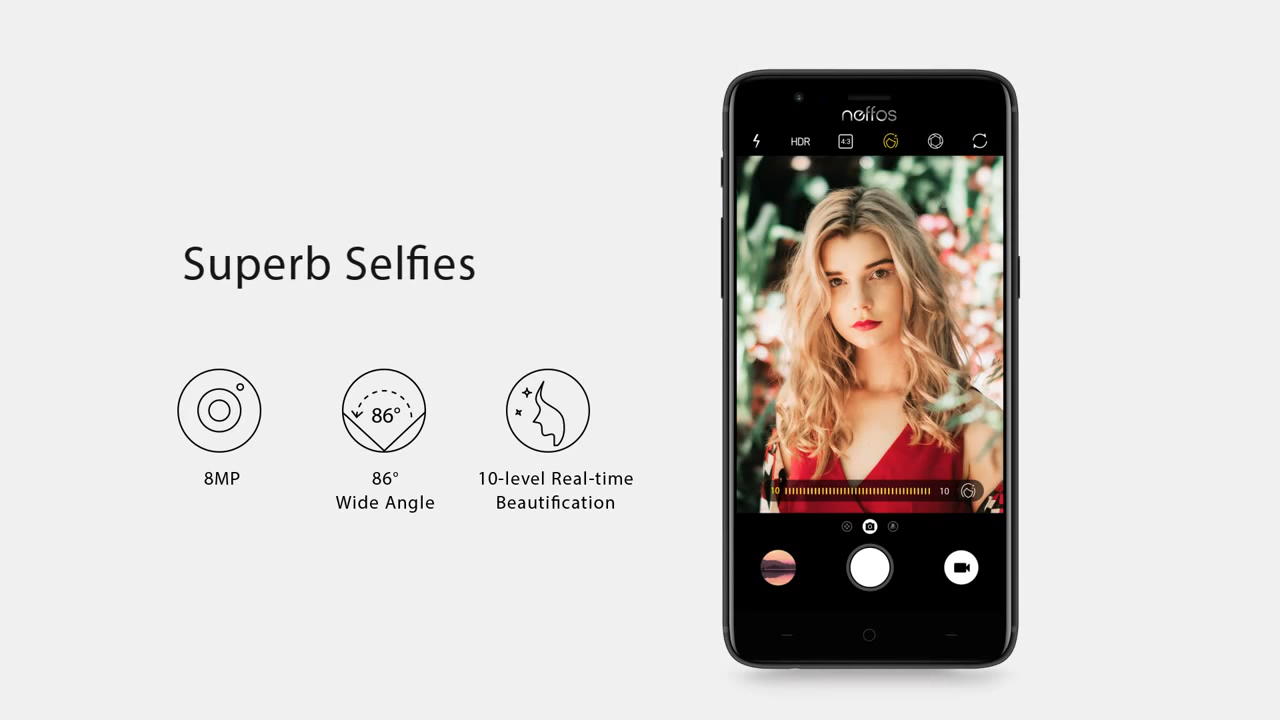 Superb Selfies
86°
8MP
86°
Wide Angle
10-level Real-time
Beautification
neffos
HDR
4:3
10
10